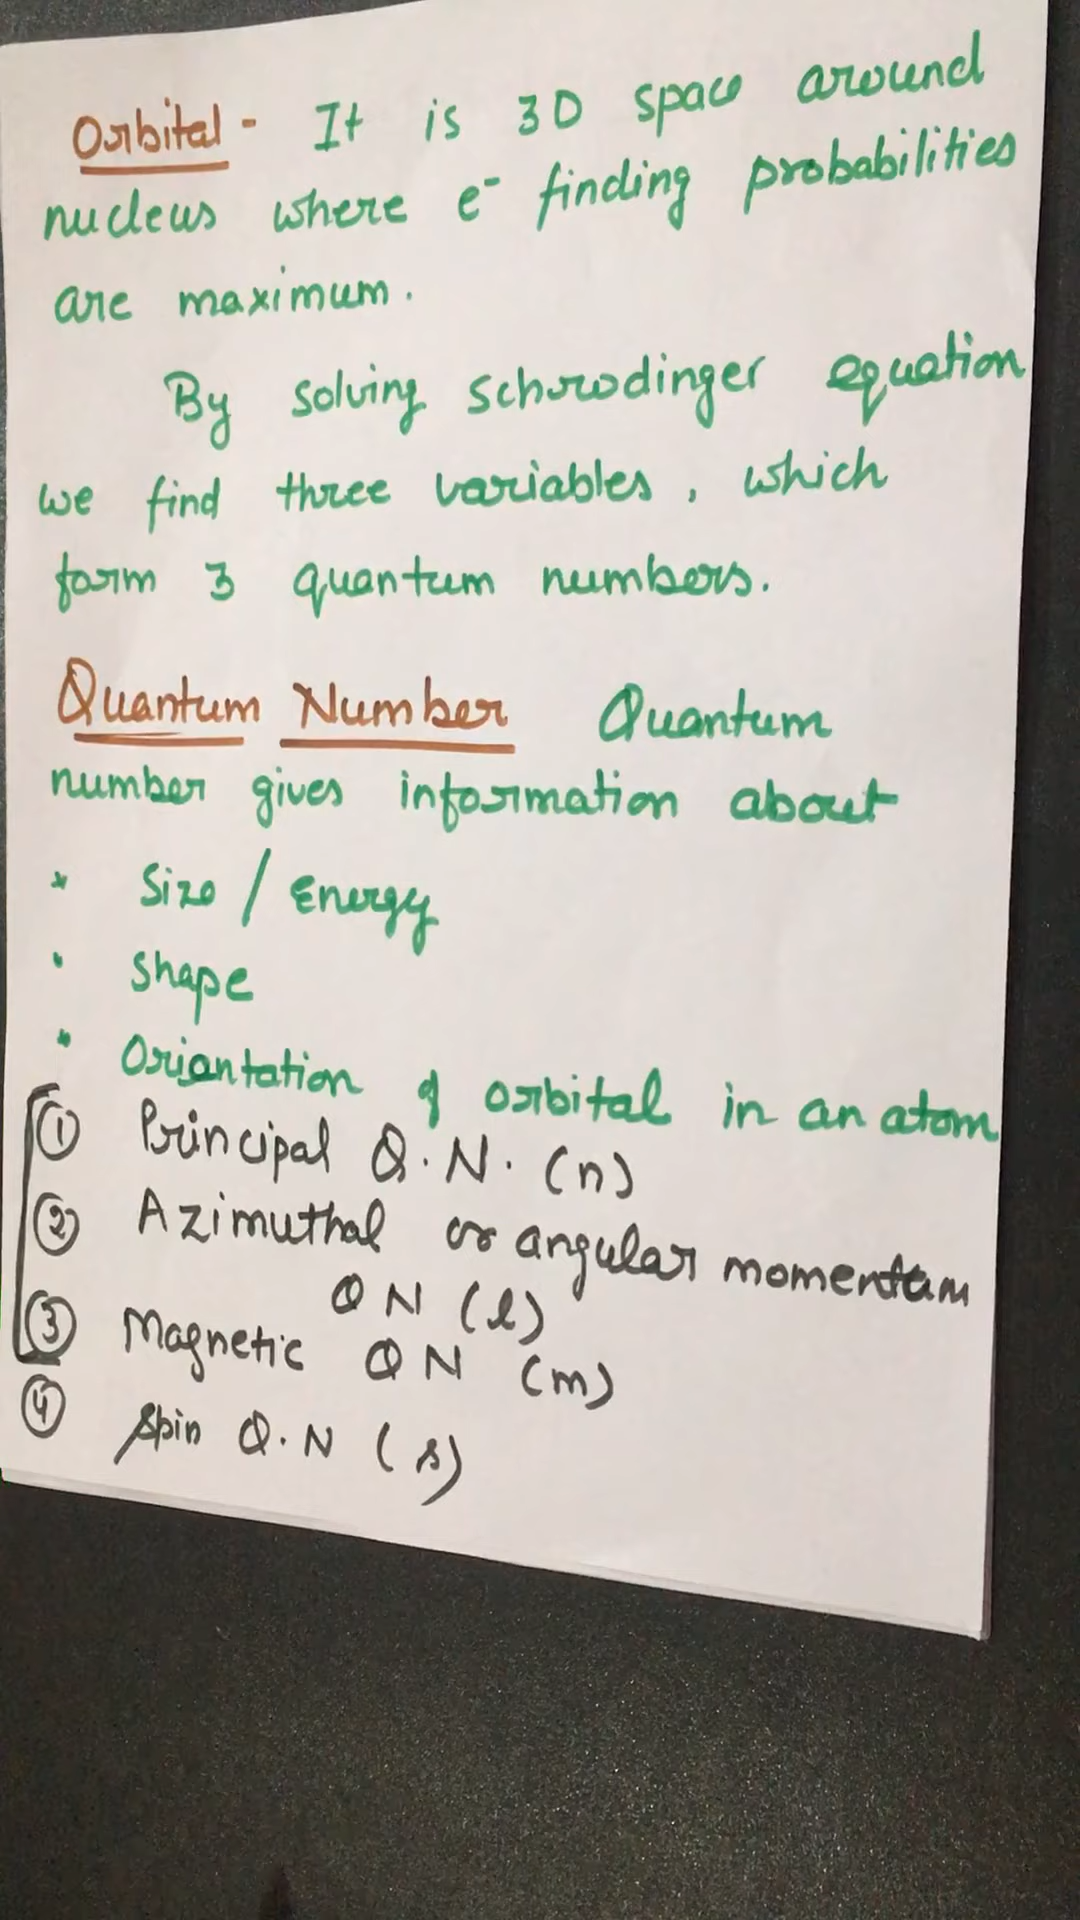 Orbital - It is 3D space around
nucleus where e⁻ finding probabilities
are maximum.
By solving schrodinger equation
we find three variables, which
form 3 quantum numbers.
Quantum Number Quantum
number gives information about
* Size / Energy
• Shape
• Orientation of orbital in an atom
① Principal Q.N. (n)
② Azimuthal or angular momentum
QN (l)
③ Magnetic QN (m)
④ Spin Q.N (s)